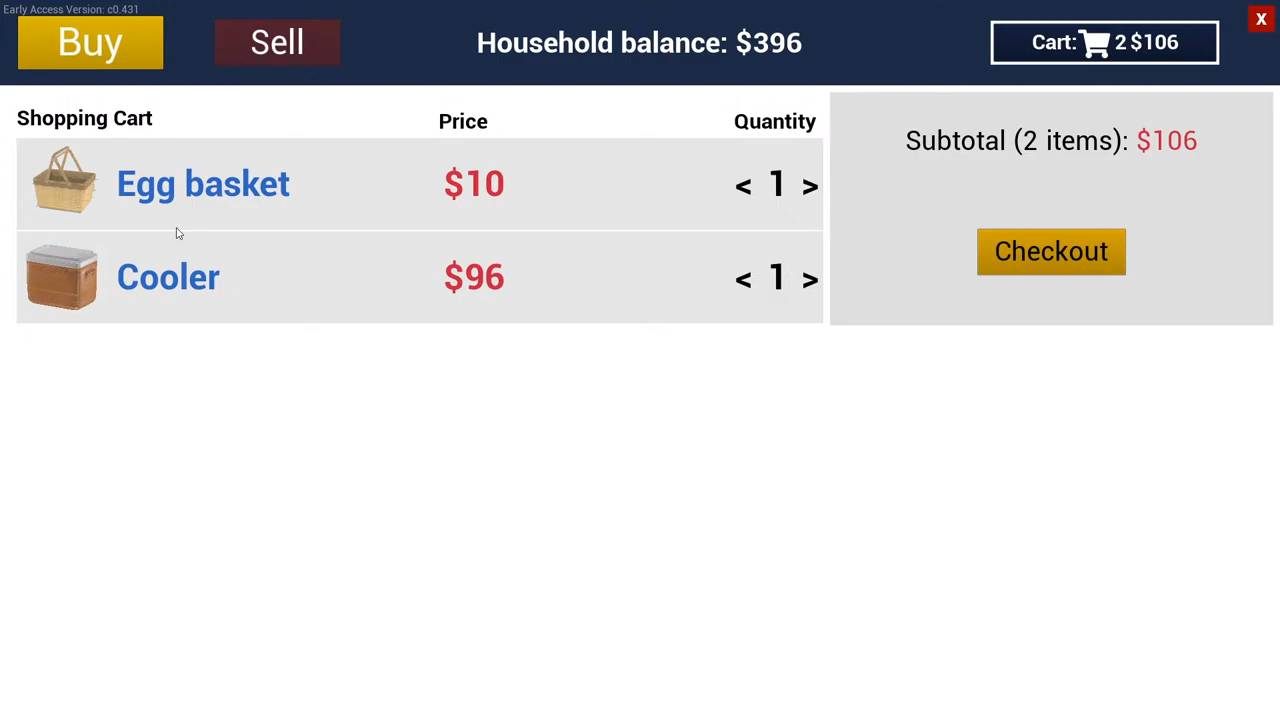 Early Access Version: c0.431
Buy Sell Household balance: $396 Cart: 2 $106 X
Shopping Cart Price Quantity
Egg basket $10 < 1 >
Cooler $96 < 1 >
Subtotal (2 items): $106
Checkout